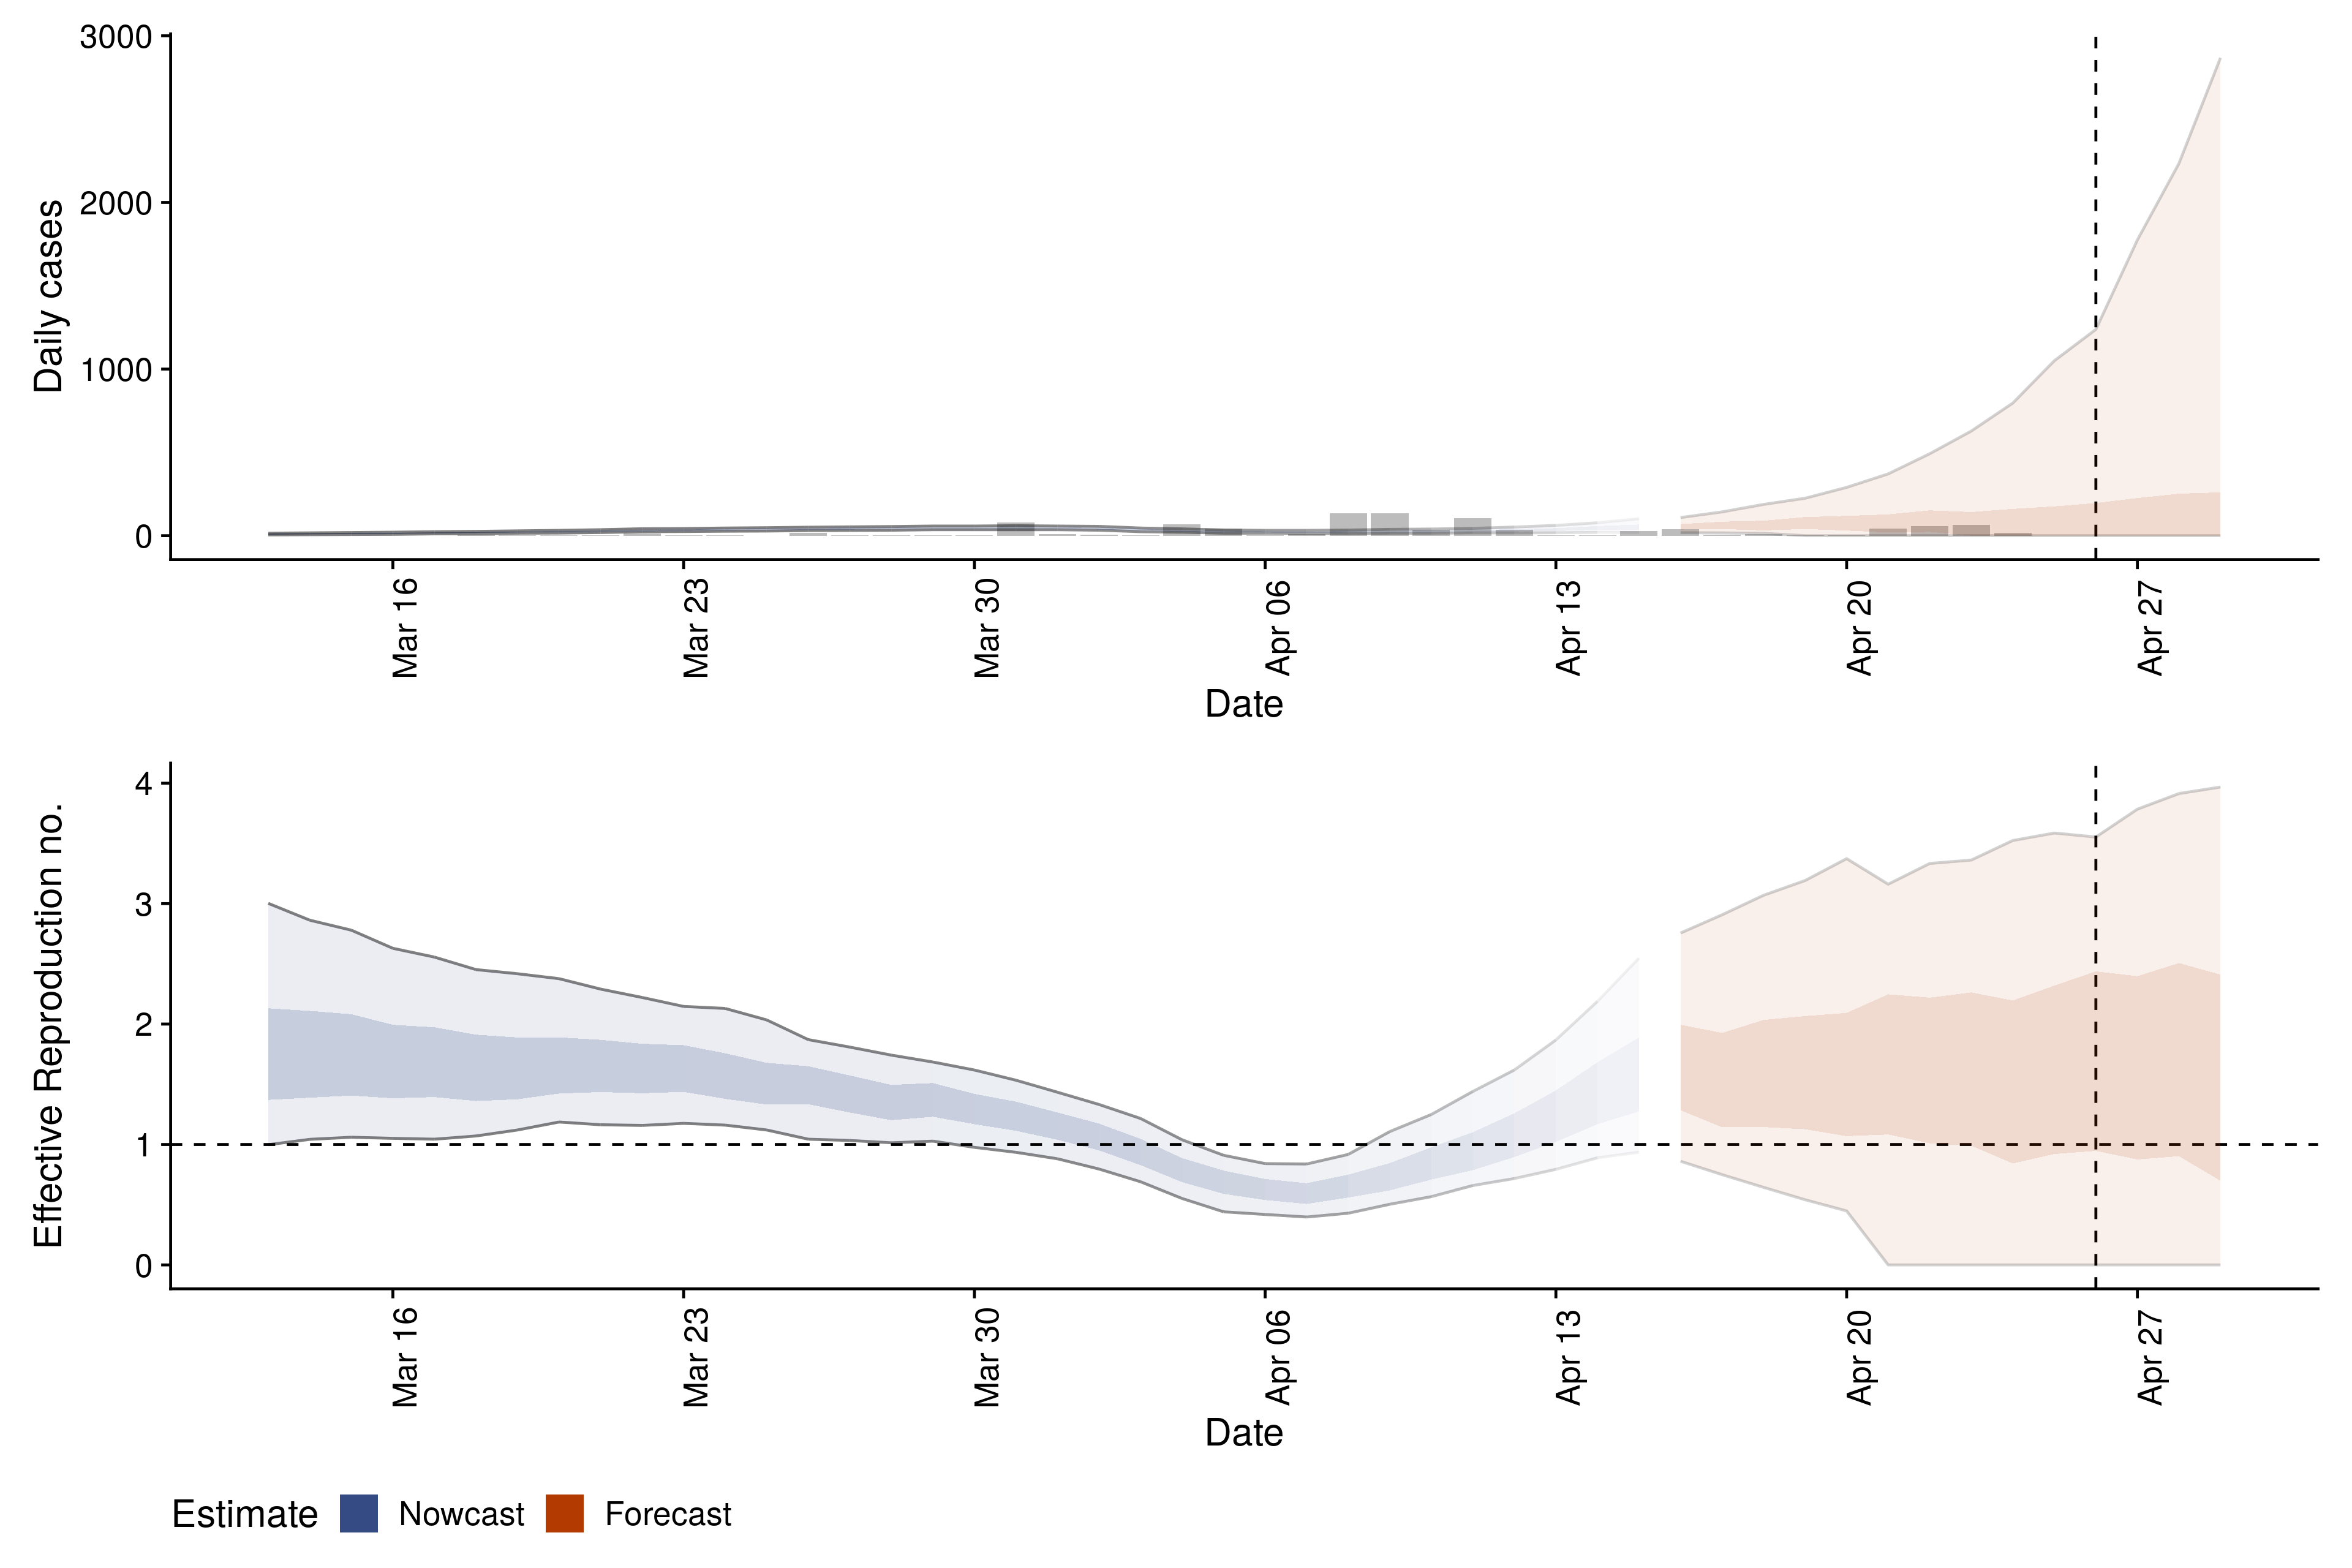 Daily cases
3000
2000
1000
0
Mar 16
Mar 23
Mar 30
Apr 06
Apr 13
Apr 20
Apr 27
Date
Effective Reproduction no.
4
3
2
1
0
Mar 16
Mar 23
Mar 30
Apr 06
Apr 13
Apr 20
Apr 27
Date
Estimate Nowcast Forecast